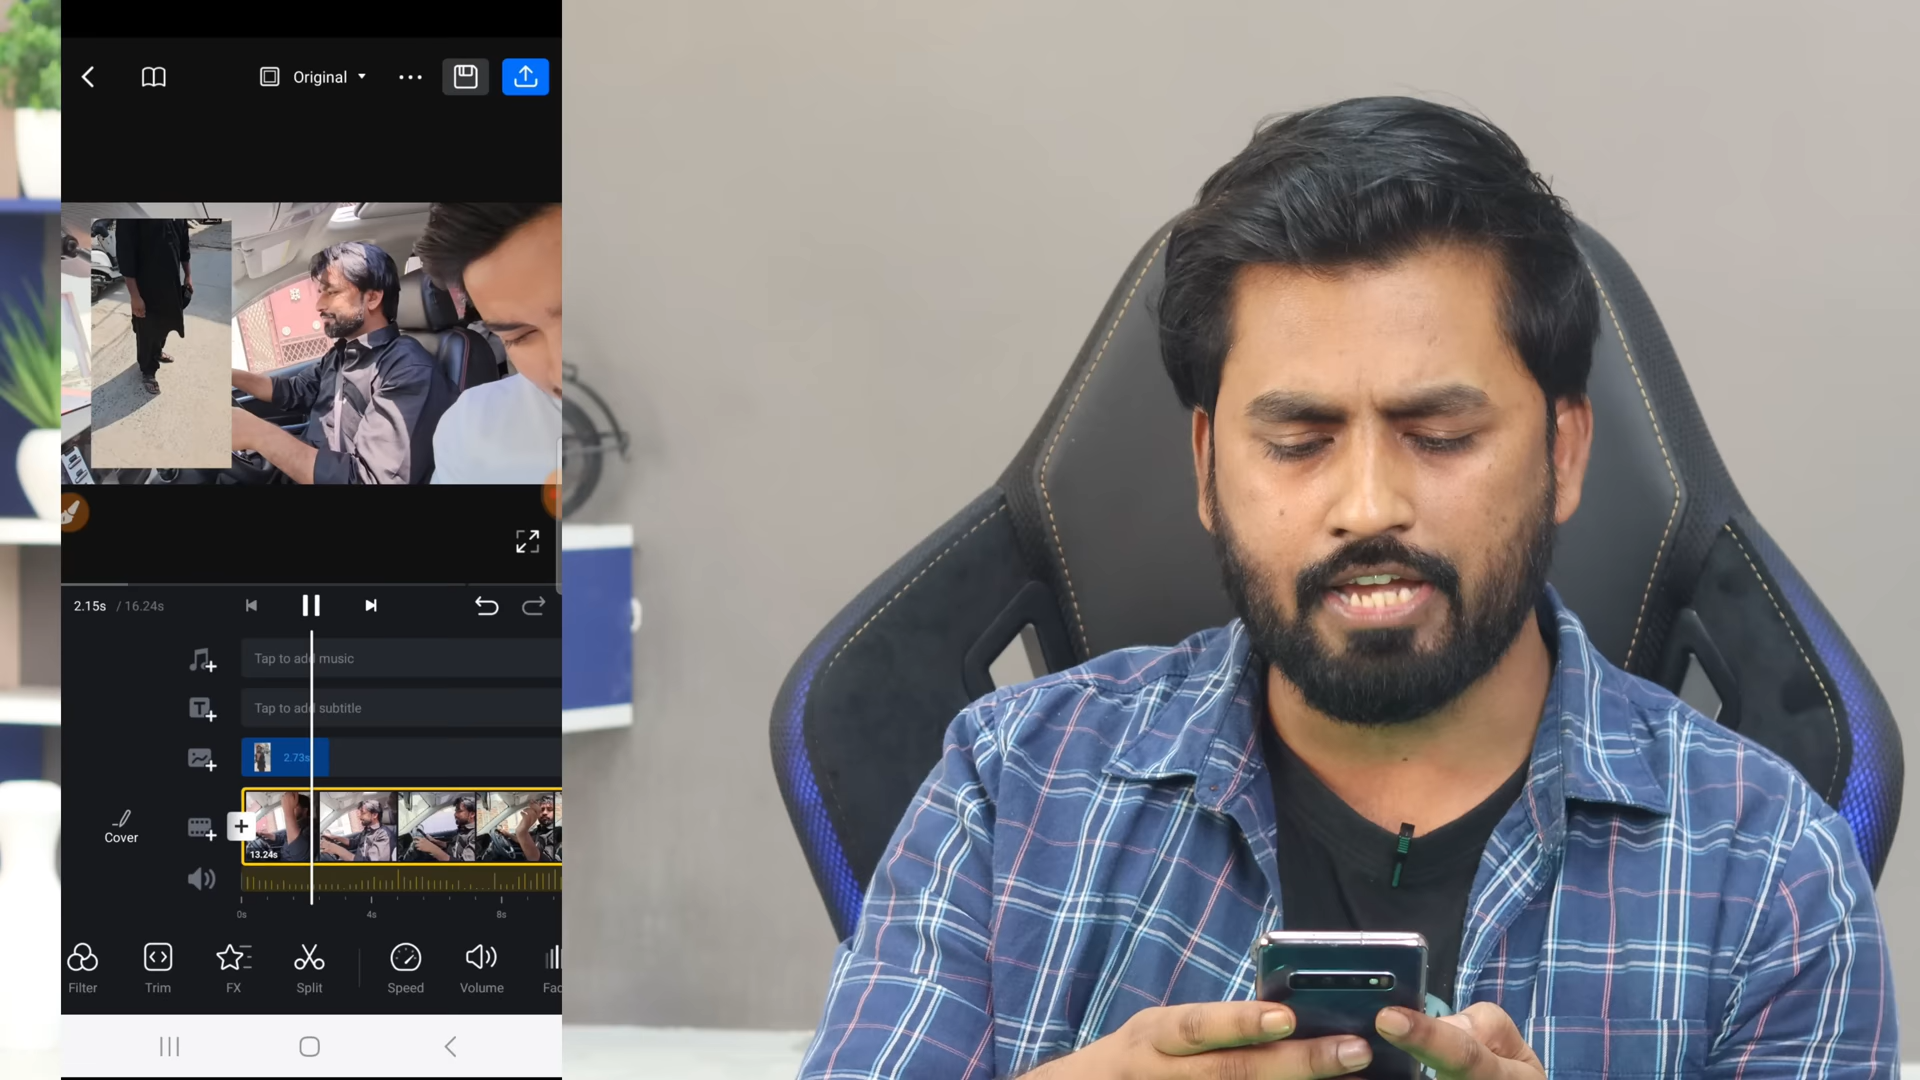 Original
2.15s / 16.24s
Tap to add music
Tap to add subtitle
2.73s
Cover
13.24s
0s 4s 8s
Filter Trim FX Split Speed Volume Fad